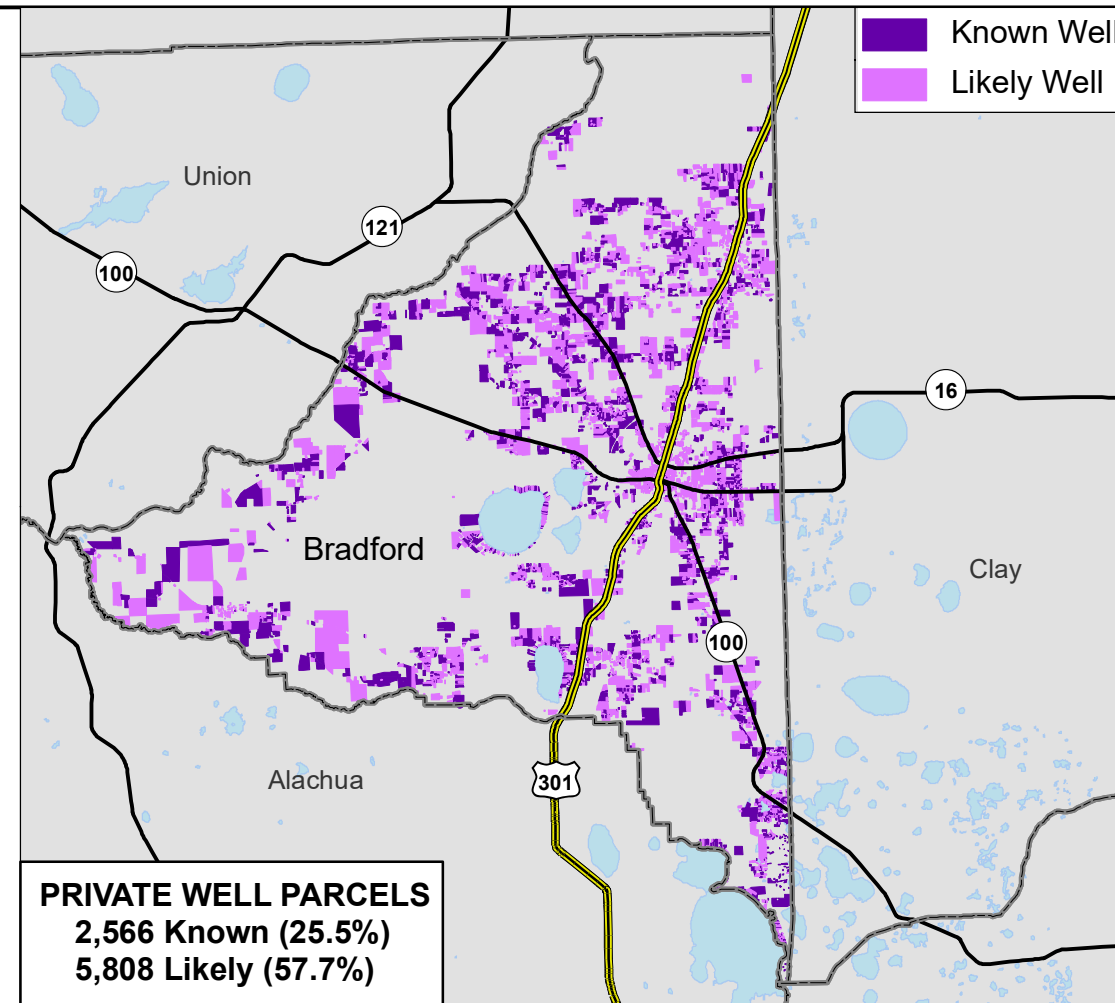 Known Well
Likely Well
Union
121
100
16
Bradford
Clay
100
Alachua
301
PRIVATE WELL PARCELS
2,566 Known (25.5%)
5,808 Likely (57.7%)